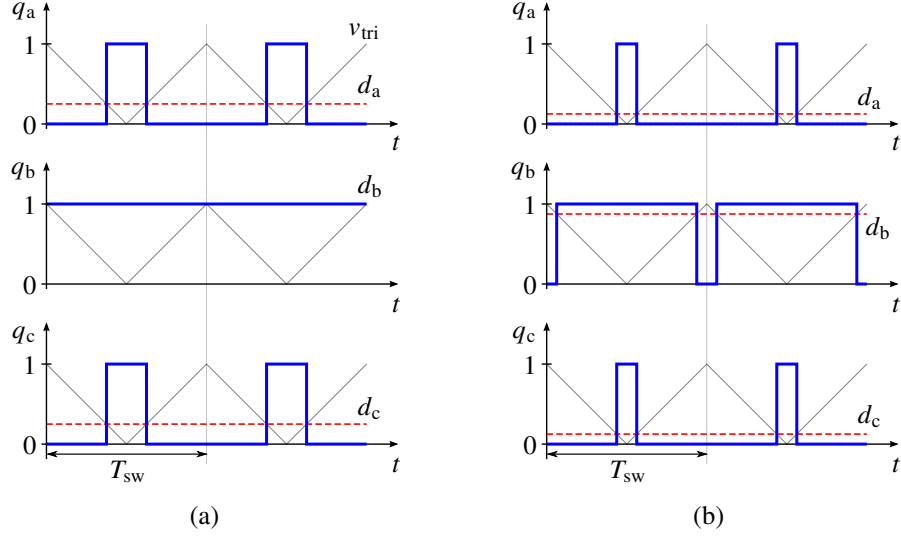 q_a
v_tri
1
d_a
0
t
q_b
d_b
1
0
t
q_c
1
d_c
0
t
T_sw
(a)
q_a
1
d_a
0
t
q_b
1
d_b
0
t
q_c
1
d_c
0
t
T_sw
(b)